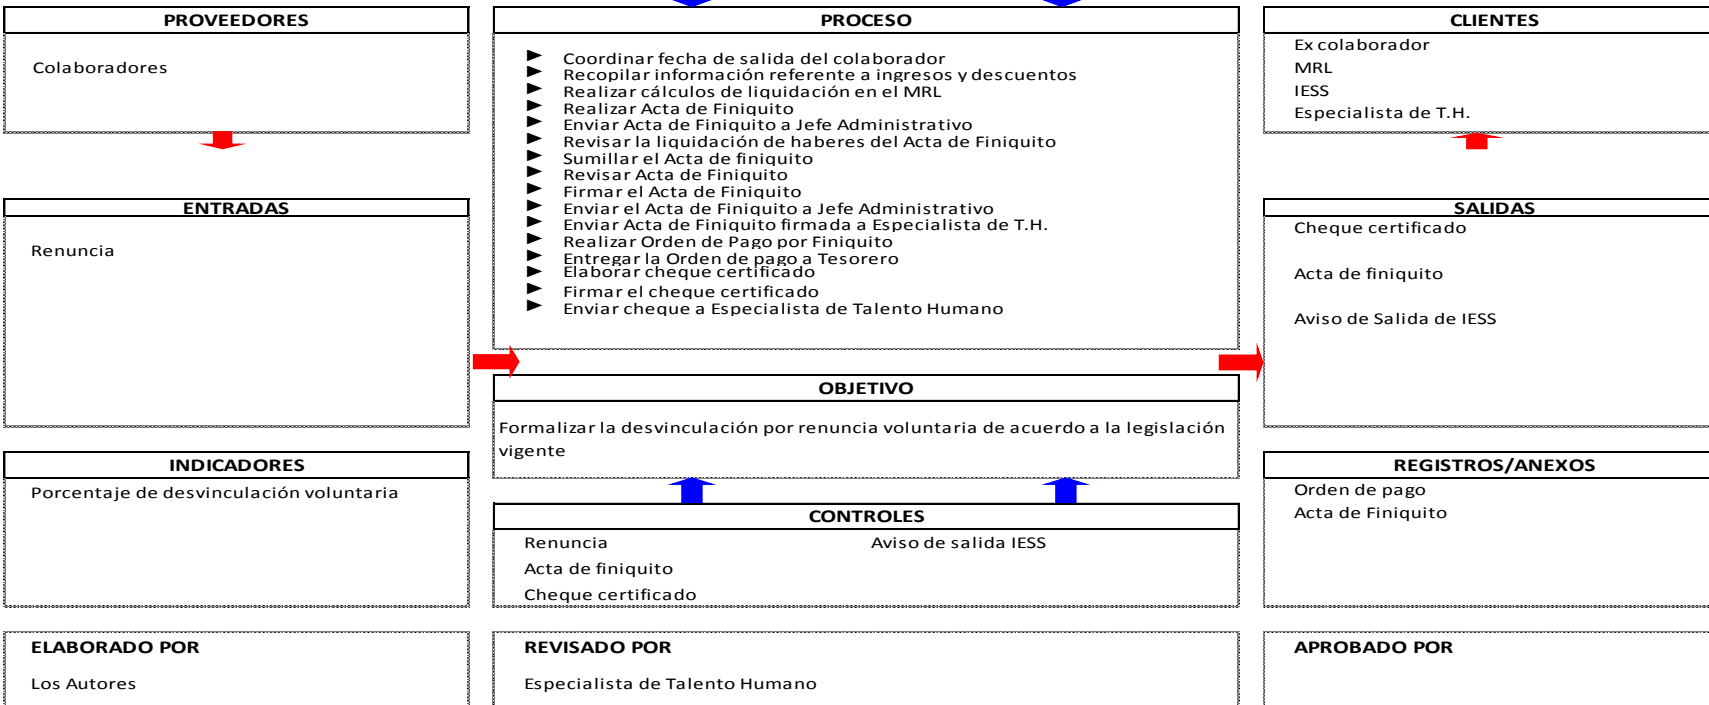 PROVEEDORES
Colaboradores
PROCESO
Coordinar fecha de salida del colaborador
Recopilar información referente a ingresos y descuentos
Realizar cálculos de liquidación en el MRL
Realizar Acta de Finiquito
Enviar Acta de Finiquito a Jefe Administrativo
Revisar la liquidación de haberes del Acta de Finiquito
Sumillar el Acta de finiquito
Revisar Acta de Finiquito
Firmar el Acta de Finiquito
Enviar el Acta de Finiquito a Jefe Administrativo
Enviar Acta de Finiquito firmada a Especialista de T.H.
Realizar Orden de Pago por Finiquito
Entregar la Orden de pago a Tesorero
Elaborar cheque certificado
Firmar el cheque certificado
Enviar cheque a Especialista de Talento Humano
CLIENTES
Ex colaborador
MRL
IESS
Especialista de T.H.
ENTRADAS
Renuncia
SALIDAS
Cheque certificado
Acta de finiquito
Aviso de Salida de IESS
OBJETIVO
Formalizar la desvinculación por renuncia voluntaria de acuerdo a la legislación
vigente
INDICADORES
Porcentaje de desvinculación voluntaria
CONTROLES
Renuncia Aviso de salida IESS
Acta de finiquito
Cheque certificado
REGISTROS/ANEXOS
Orden de pago
Acta de Finiquito
ELABORADO POR
Los Autores
REVISADO POR
Especialista de Talento Humano
APROBADO POR